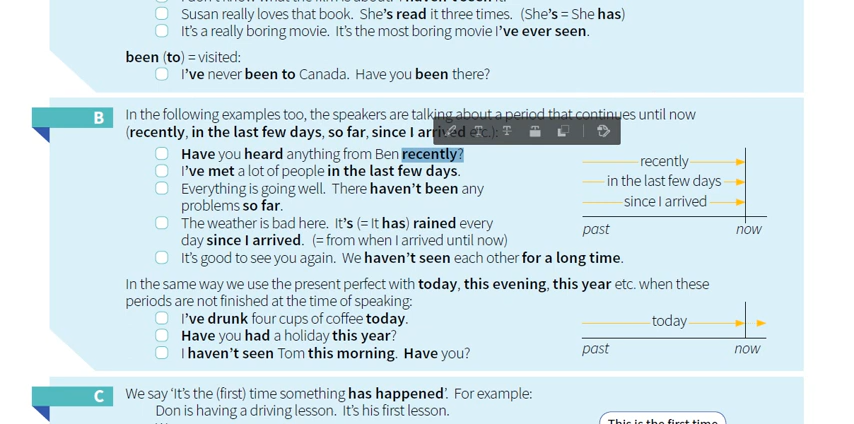 Susan really loves that book. She's read it three times. (She's = She has)
It's a really boring movie. It's the most boring movie I've ever seen.
been (to) = visited:
I've never been to Canada. Have you been there?
B
In the following examples too, the speakers are talking about a period that continues until now
(recently, in the last few days, so far, since I arrived etc.):
Have you heard anything from Ben recently?
I've met a lot of people in the last few days.
Everything is going well. There haven't been any
problems so far.
The weather is bad here. It's (= It has) rained every
day since I arrived. (= from when I arrived until now)
It's good to see you again. We haven't seen each other for a long time.
recently
in the last few days
since I arrived
past now
In the same way we use the present perfect with today, this evening, this year etc. when these
periods are not finished at the time of speaking:
I've drunk four cups of coffee today.
Have you had a holiday this year?
I haven't seen Tom this morning. Have you?
today
past now
C
We say 'It's the (first) time something has happened'. For example:
Don is having a driving lesson. It's his first lesson.
This is the first time